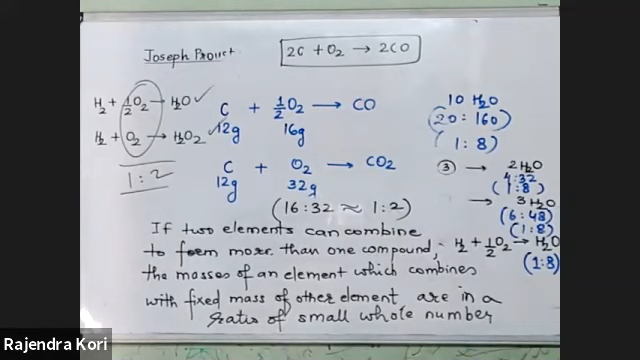 Joseph Proust
2C + O2 → 2CO
H2 + 1/2 O2 → H2O ✓
H2 + O2 → H2O2 ✓
1:2
C + 1/2 O2 → CO
12g 16g
C + O2 → CO2
12g 32g
(16:32 ≈ 1:2)
10 H2O
(20:160)
(1:8)
③ → 2H2O
4:32
(1:8)
→ 3H2O
(6:48)
(1:8)
H2 + 1/2 O2 → H2O
(1:8)
If two elements can combine
to form more than one compound,
the masses of an element which combines
with fixed mass of other element are in a
ratio of small whole number
Rajendra Kori